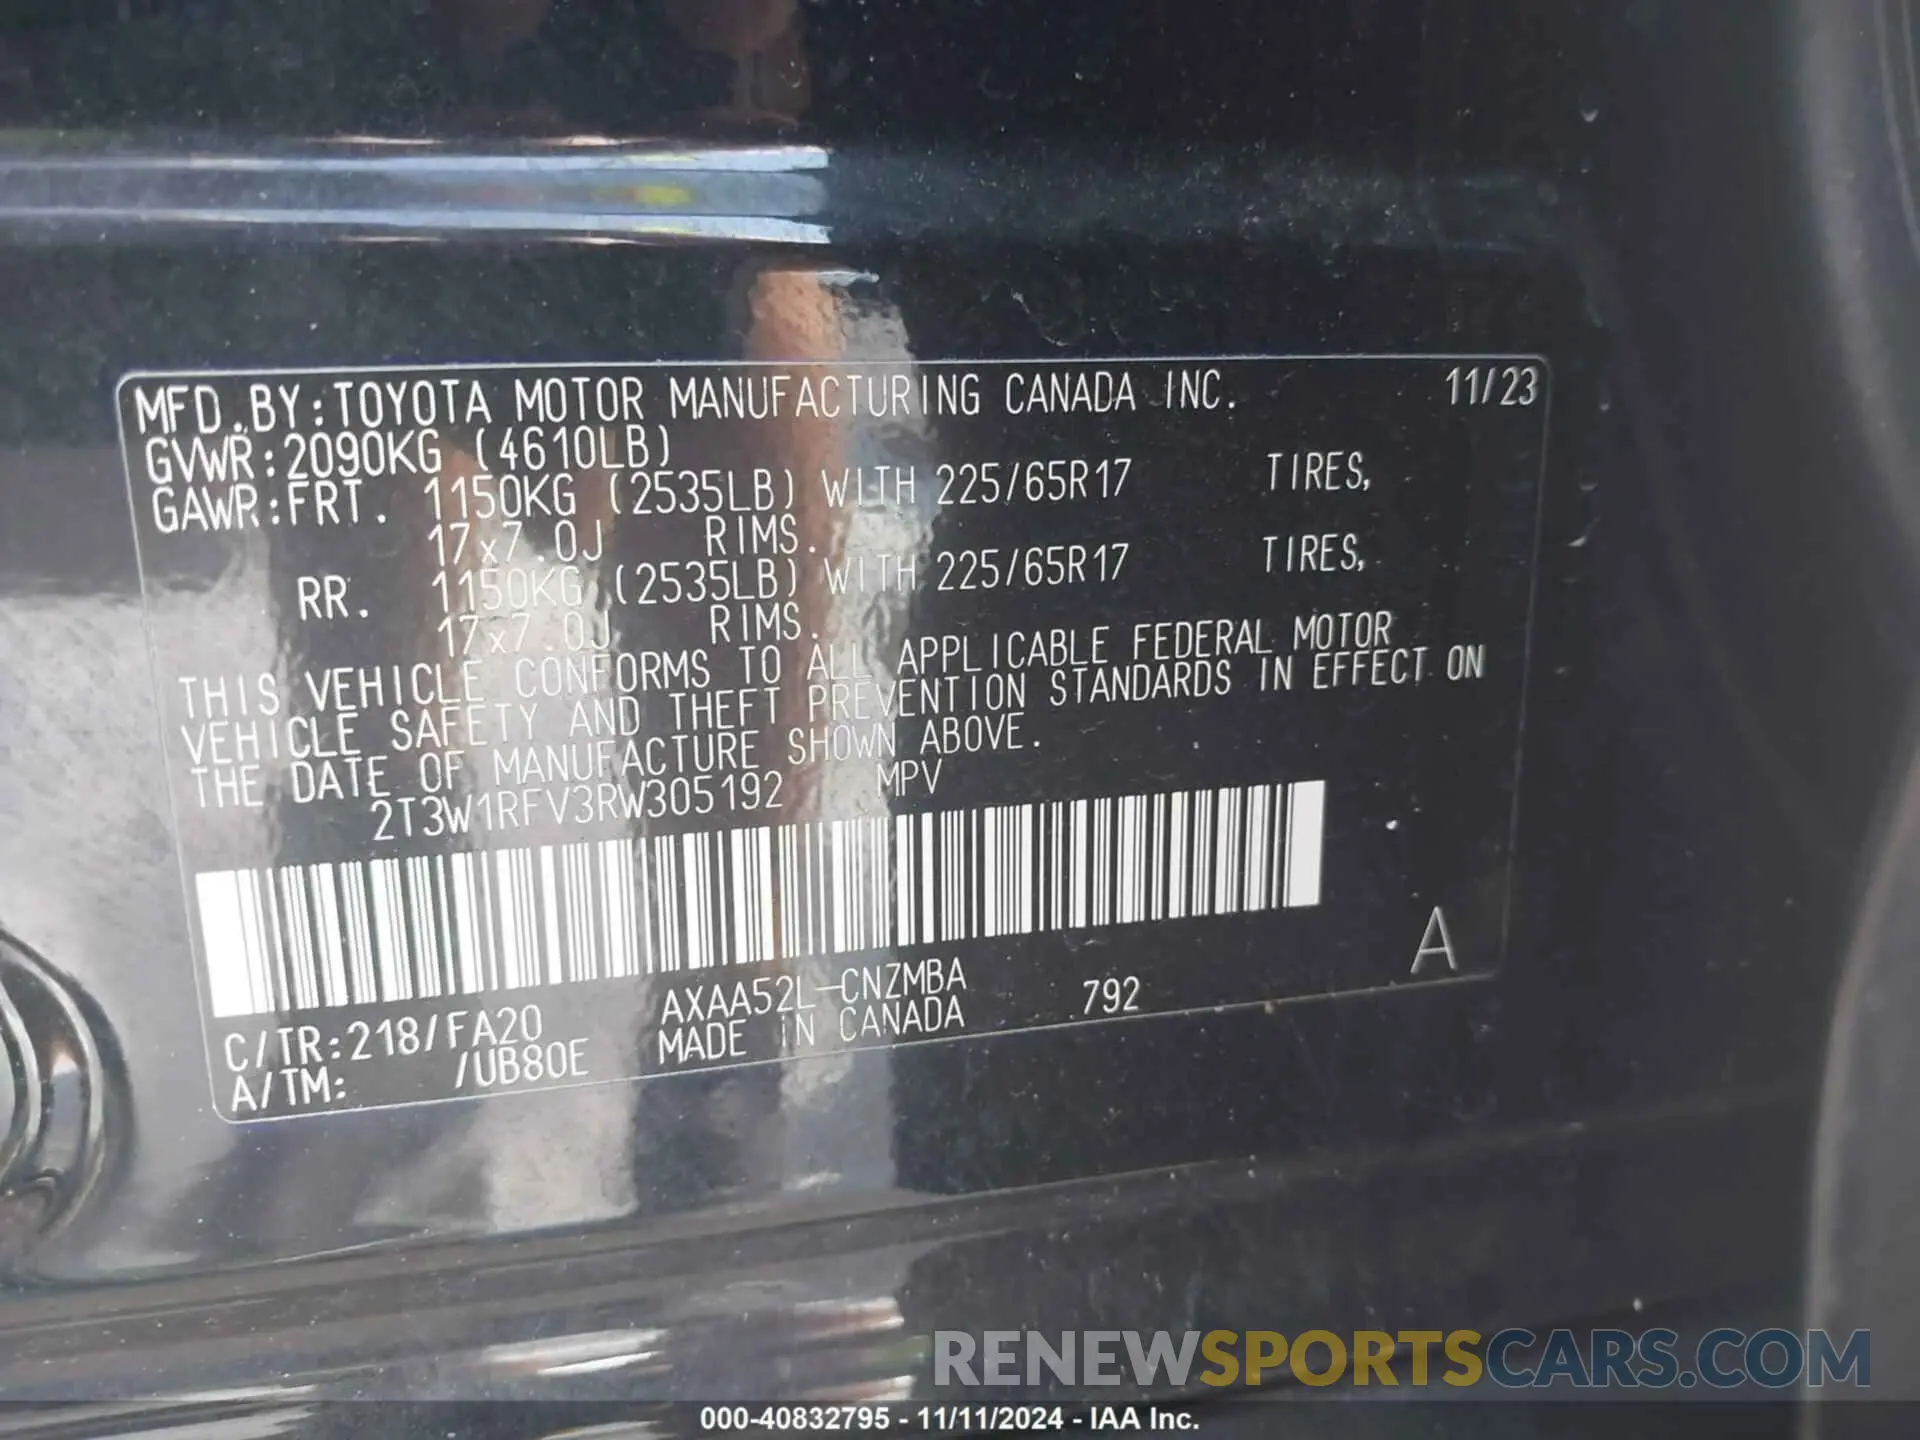 MFD.BY:TOYOTA MOTOR MANUFACTURING CANADA INC. 11/23
GVWR:2090KG (4610LB)
GAWR:FRT. 1150KG (2535LB) WITH 225/65R17 TIRES,
17x7.0J RIMS.
RR. 1150KG (2535LB) WITH 225/65R17 TIRES,
17x7.0J RIMS.
THIS VEHICLE CONFORMS TO ALL APPLICABLE FEDERAL MOTOR
VEHICLE SAFETY AND THEFT PREVENTION STANDARDS IN EFFECT ON
THE DATE OF MANUFACTURE SHOWN ABOVE.
2T3W1RFV3RW305192 MPV
A
C/TR:218/FA20 AXAA52L-CNZMBA 792
A/TM: /UB80E MADE IN CANADA
RENEWSPORTSCARS.COM
000-40832795 - 11/11/2024 - IAA Inc.